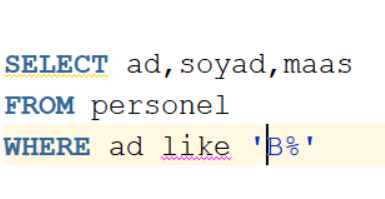 SELECT ad,soyad,maas
FROM personel
WHERE ad like 'B%'